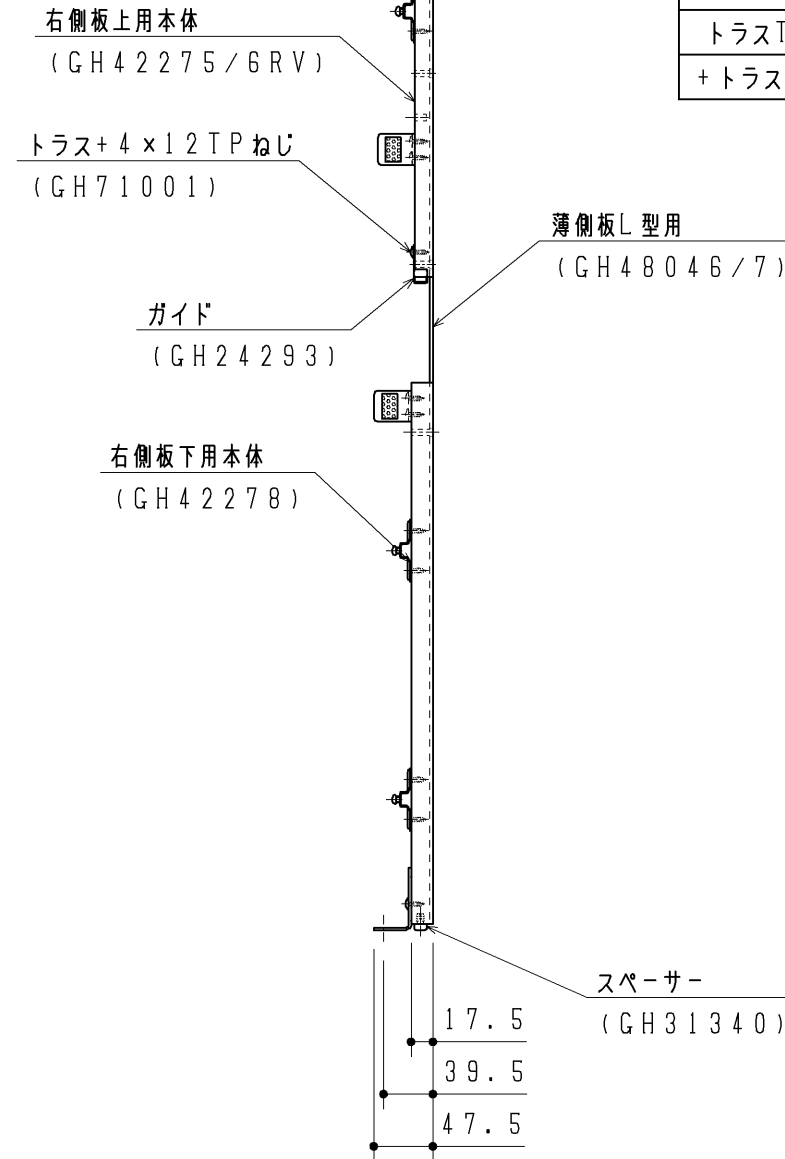 右側板上用本体
(GH42275/6RV)
トラスT
+トラス
トラス+4×12TPねじ
(GH71001)
薄側板L型用
(GH48046/7)
ガイド
(GH24293)
右側板下用本体
(GH42278)
スペーサー
(GH31340)
17.5
39.5
47.5